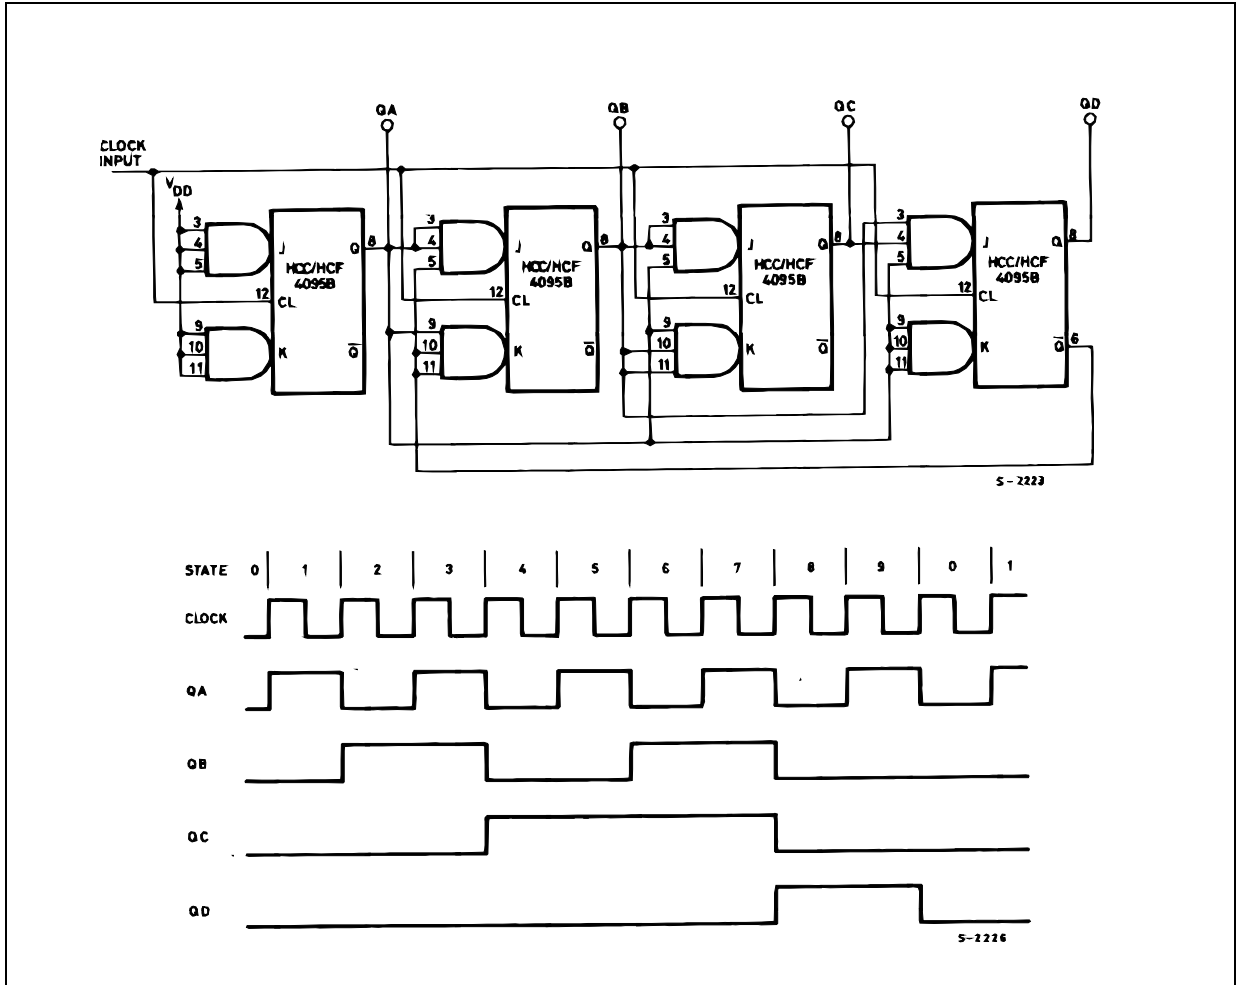 QA QB QC QD
CLOCK
INPUT
VDD
3 4 5 12 9 10 11
J Q 8
HCC/HCF
4095B
CL
K Q̅
3 4 5 12 9 10 11
J Q 8
HCC/HCF
4095B
CL
K Q̅
3 4 5 12 9 10 11
J Q 8
HCC/HCF
4095B
CL
K Q̅
3 4 5 12 9 10 11
J Q 8
HCC/HCF
4095B
CL
K Q̅ 6
S-2223
STATE 0 1 2 3 4 5 6 7 8 9 0 1
CLOCK
QA
QB
QC
QD
S-2226